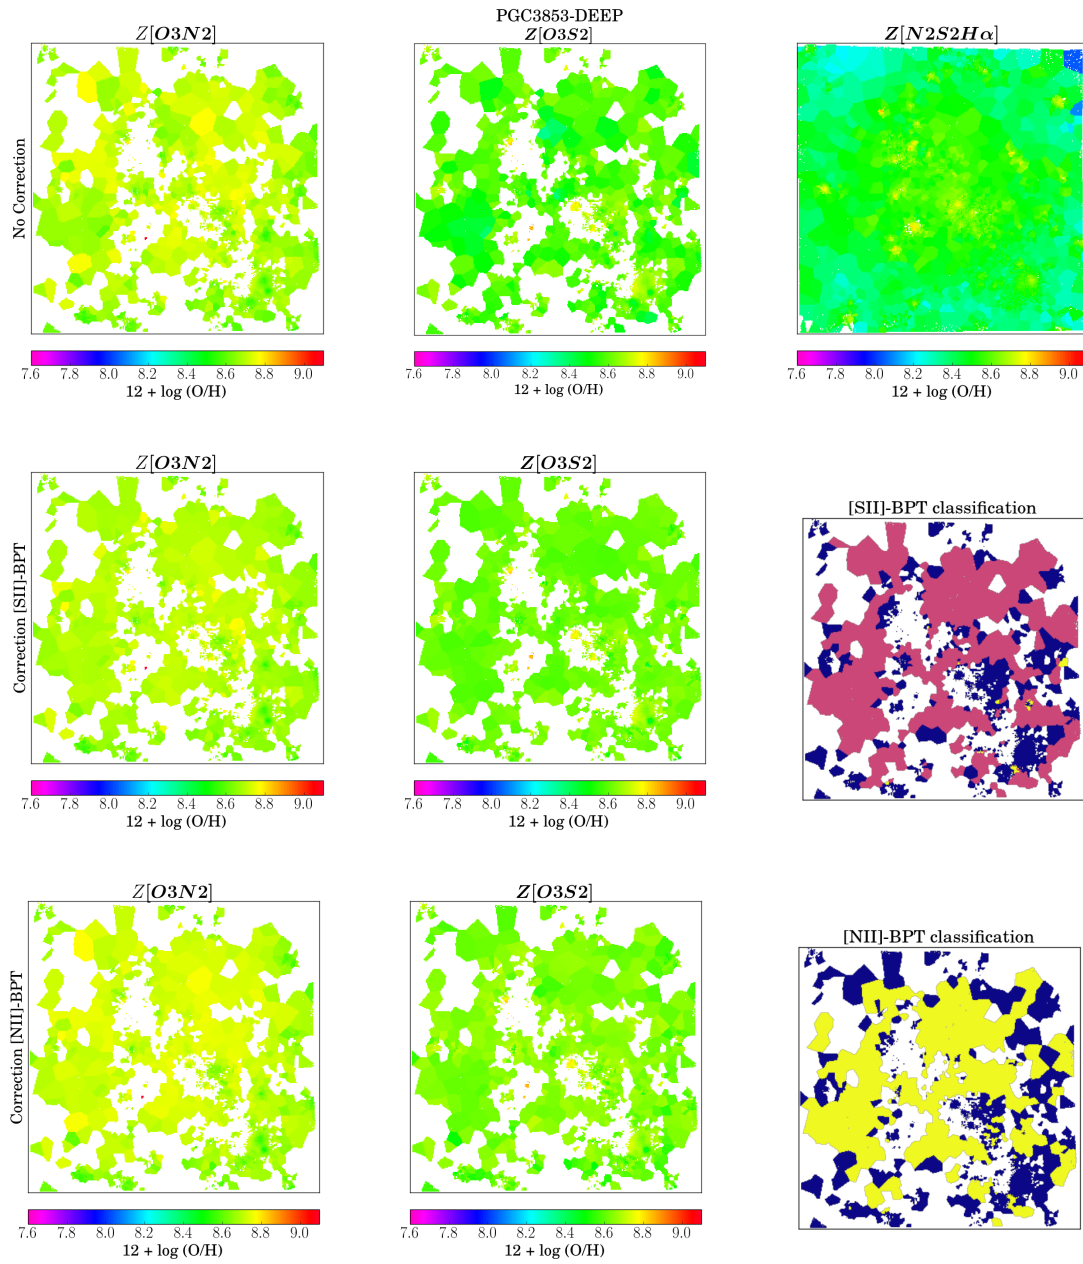 PGC3853-DEEP
Z[O3N2]
Z[O3S2]
Z[N2S2Hα]
No Correction
7.6 7.8 8.0 8.2 8.4 8.6 8.8 9.0
12 + log (O/H)
7.6 7.8 8.0 8.2 8.4 8.6 8.8 9.0
12 + log (O/H)
7.6 7.8 8.0 8.2 8.4 8.6 8.8 9.0
12 + log (O/H)
Z[O3N2]
Z[O3S2]
[SII]-BPT classification
Correction [SII]-BPT
7.6 7.8 8.0 8.2 8.4 8.6 8.8 9.0
12 + log (O/H)
7.6 7.8 8.0 8.2 8.4 8.6 8.8 9.0
12 + log (O/H)
Z[O3N2]
Z[O3S2]
[NII]-BPT classification
Correction [NII]-BPT
7.6 7.8 8.0 8.2 8.4 8.6 8.8 9.0
12 + log (O/H)
7.6 7.8 8.0 8.2 8.4 8.6 8.8 9.0
12 + log (O/H)